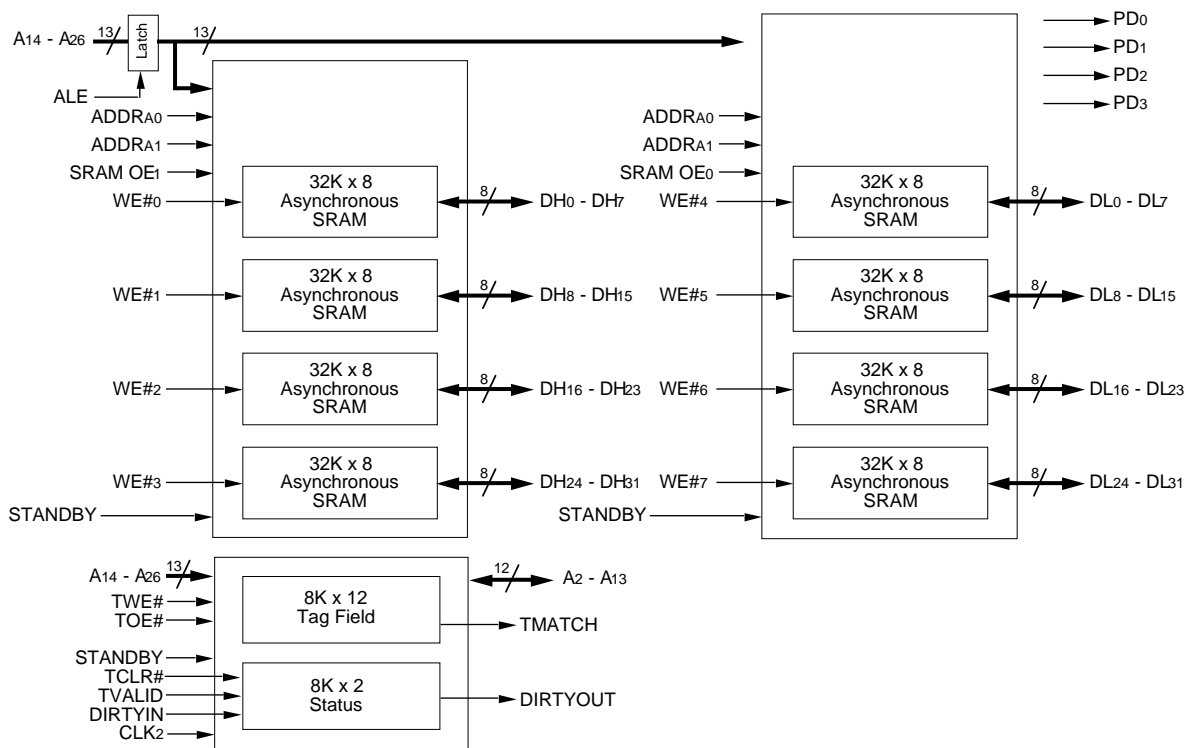 A14 - A26
13
Latch
13
ALE
ADDRA0
ADDRA1
SRAM OE1
WE#0
32K x 8
Asynchronous
SRAM
8
DH0 - DH7
WE#1
32K x 8
Asynchronous
SRAM
8
DH8 - DH15
WE#2
32K x 8
Asynchronous
SRAM
8
DH16 - DH23
WE#3
32K x 8
Asynchronous
SRAM
8
DH24 - DH31
STANDBY
ADDRA0
ADDRA1
SRAM OE0
WE#4
32K x 8
Asynchronous
SRAM
8
DL0 - DL7
WE#5
32K x 8
Asynchronous
SRAM
8
DL8 - DL15
WE#6
32K x 8
Asynchronous
SRAM
8
DL16 - DL23
WE#7
32K x 8
Asynchronous
SRAM
8
DL24 - DL31
STANDBY
PD0
PD1
PD2
PD3
A14 - A26
13
TWE#
TOE#
8K x 12
Tag Field
12
A2 - A13
TMATCH
STANDBY
TCLR#
TVALID
DIRTYIN
CLK2
8K x 2
Status
DIRTYOUT